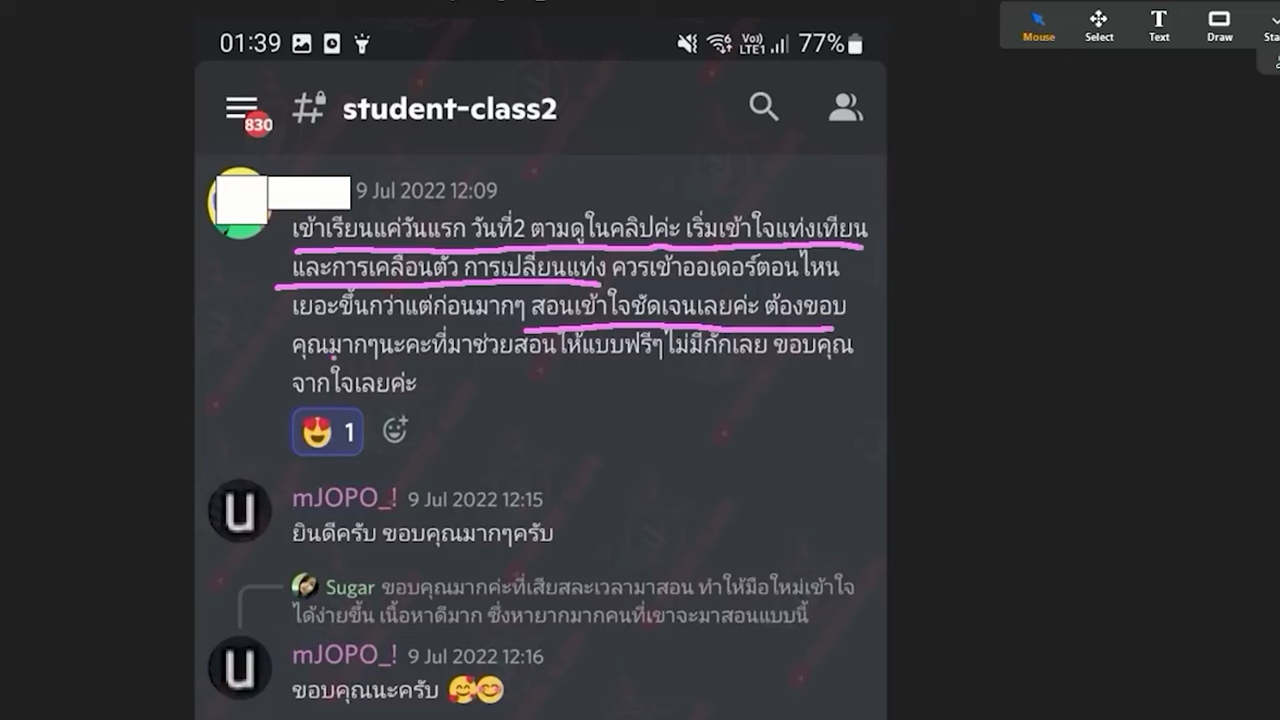 01:39 Vo) LTE1 77%
Mouse Select Text Draw
830 # student-class2
9 Jul 2022 12:09
เข้าเรียนแค่วันแรก วันที่2 ตามดูในคลิปค่ะ เริ่มเข้าใจแท่งเทียน
และการเคลื่อนตัว การเปลี่ยนแท่ง ควรเข้าออเดอร์ตอนไหน
เยอะขึ้นกว่าแต่ก่อนมากๆ สอนเข้าใจชัดเจนเลยค่ะ ต้องขอบ
คุณมากๆนะคะที่มาช่วยสอนให้แบบฟรีๆไม่มีกั๊กเลย ขอบคุณ
จากใจเลยค่ะ
1
mJOPO_! 9 Jul 2022 12:15
ยินดีครับ ขอบคุณมากๆครับ
Sugar ขอบคุณมากค่ะที่เสียสละเวลามาสอน ทำให้มือใหม่เข้าใจ
ได้ง่ายขึ้น เนื้อหาดีมาก ซึ่งหายากมากคนที่เขาจะมาสอนแบบนี้
mJOPO_! 9 Jul 2022 12:16
ขอบคุณนะครับ